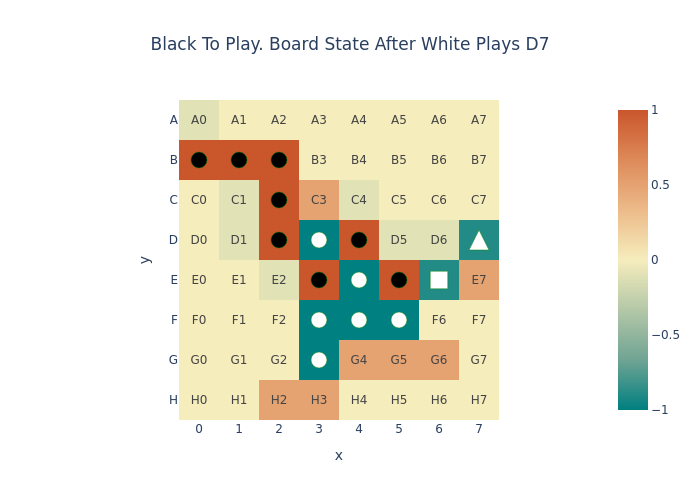 Black To Play. Board State After White Plays D7
A A0 A1 A2 A3 A4 A5 A6 A7
B B3 B4 B5 B6 B7
C C0 C1 C3 C4 C5 C6 C7
D D0 D1 D5 D6
E E0 E1 E2 E7
F F0 F1 F2 F6 F7
G G0 G1 G2 G4 G5 G6 G7
H H0 H1 H2 H3 H4 H5 H6 H7
0 1 2 3 4 5 6 7
x
y
1
0.5
0
−0.5
−1